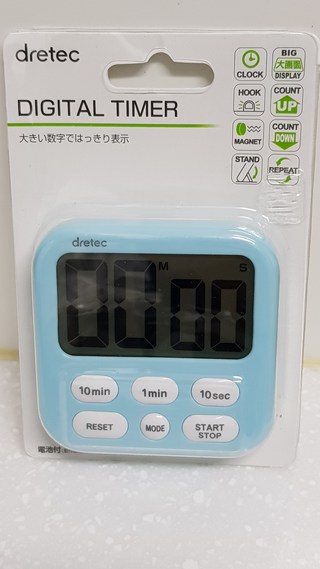 dretec
DIGITAL TIMER
大きい数字ではっきり表示
CLOCK
BIG
大画面
DISPLAY
HOOK
COUNT
UP
MAGNET
COUNT
DOWN
STAND
REPEAT
dretec
00 M 00 S
10min 1min 10sec
RESET MODE START
STOP
電池付